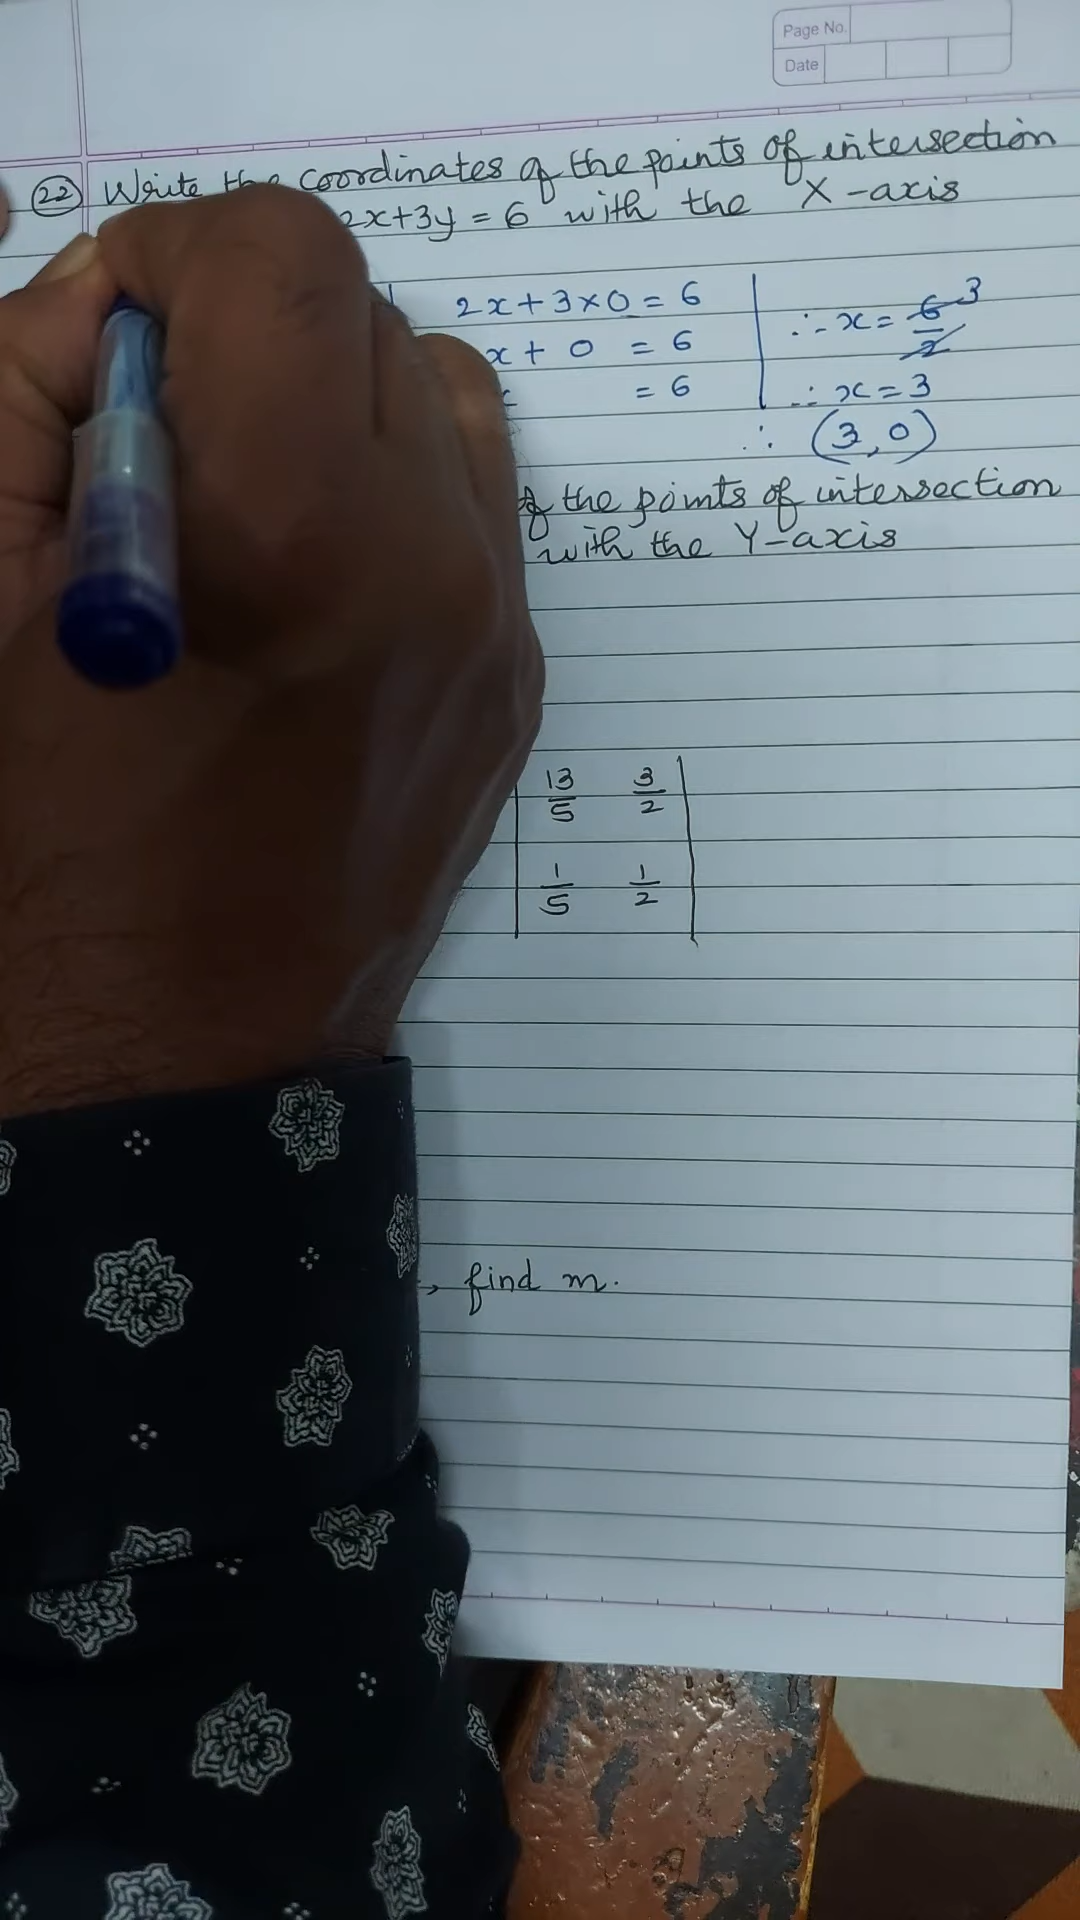 Page No.
Date
22 Write the coordinates of the points of intersection
2x+3y = 6 with the X-axis
2x+3×0 = 6
x + 0 = 6
= 6
∴ x = 6/2 3
∴ x = 3
∴ (3, 0)
of the points of intersection
with the Y-axis
13/5 3/2
1/5 1/2
, find m.